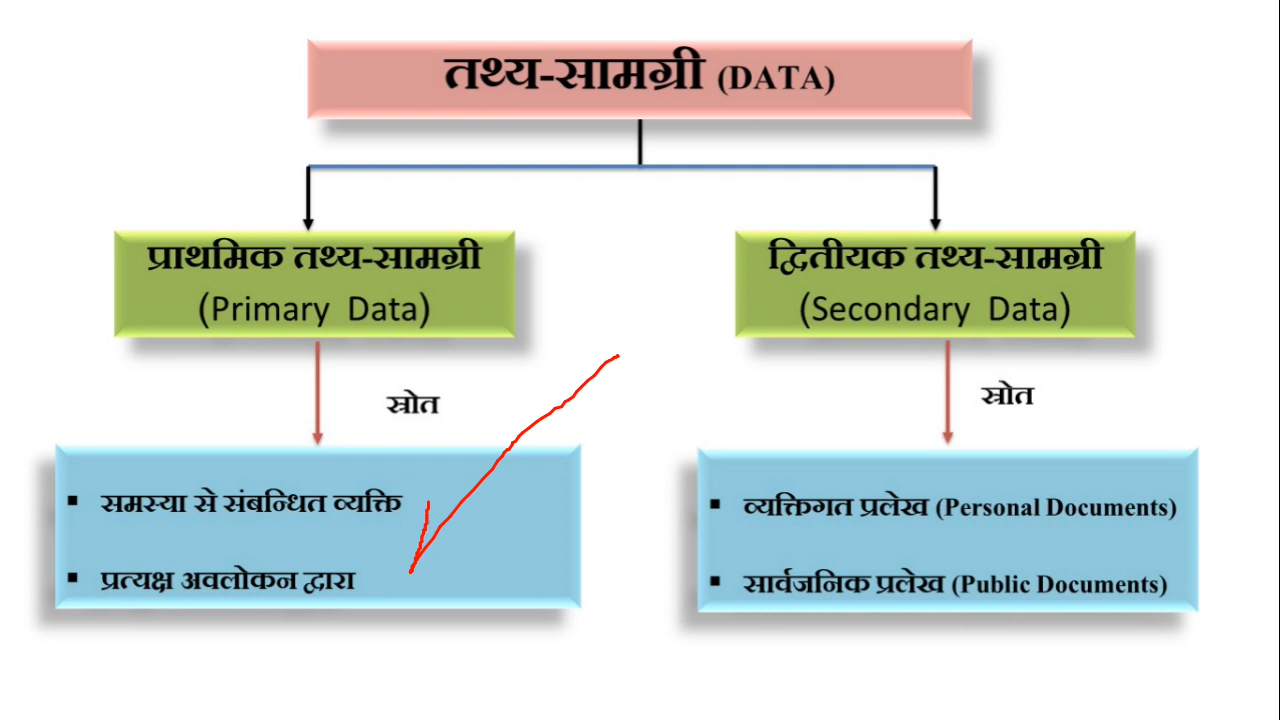 तथ्य-सामग्री (DATA)
प्राथमिक तथ्य-सामग्री
(Primary Data)
द्वितीयक तथ्य-सामग्री
(Secondary Data)
स्रोत
स्रोत
▪ समस्या से संबन्धित व्यक्ति
▪ प्रत्यक्ष अवलोकन द्वारा
▪ व्यक्तिगत प्रलेख (Personal Documents)
▪ सार्वजनिक प्रलेख (Public Documents)